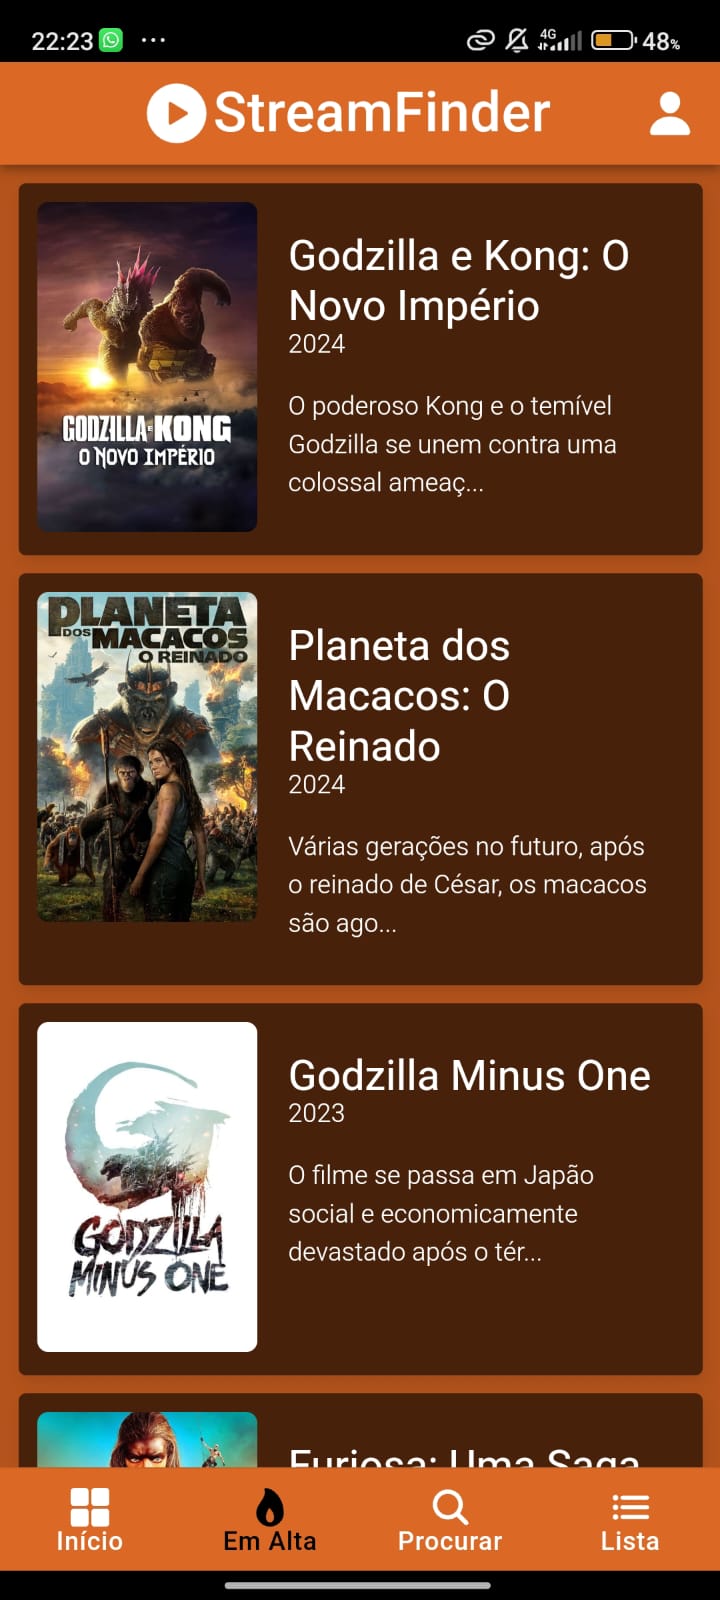 22:23
4G
48%
StreamFinder
GODZILLA E KONG
O NOVO IMPÉRIO
Godzilla e Kong: O
Novo Império
2024
O poderoso Kong e o temível
Godzilla se unem contra uma
colossal ameaç...
PLANETA
DOS MACACOS
O REINADO
Planeta dos
Macacos: O
Reinado
2024
Várias gerações no futuro, após
o reinado de César, os macacos
são ago...
GODZILLA
MINUS ONE
Godzilla Minus One
2023
O filme se passa em Japão
social e economicamente
devastado após o tér...
Furiosa: Uma Saga
Início
Em Alta
Procurar
Lista